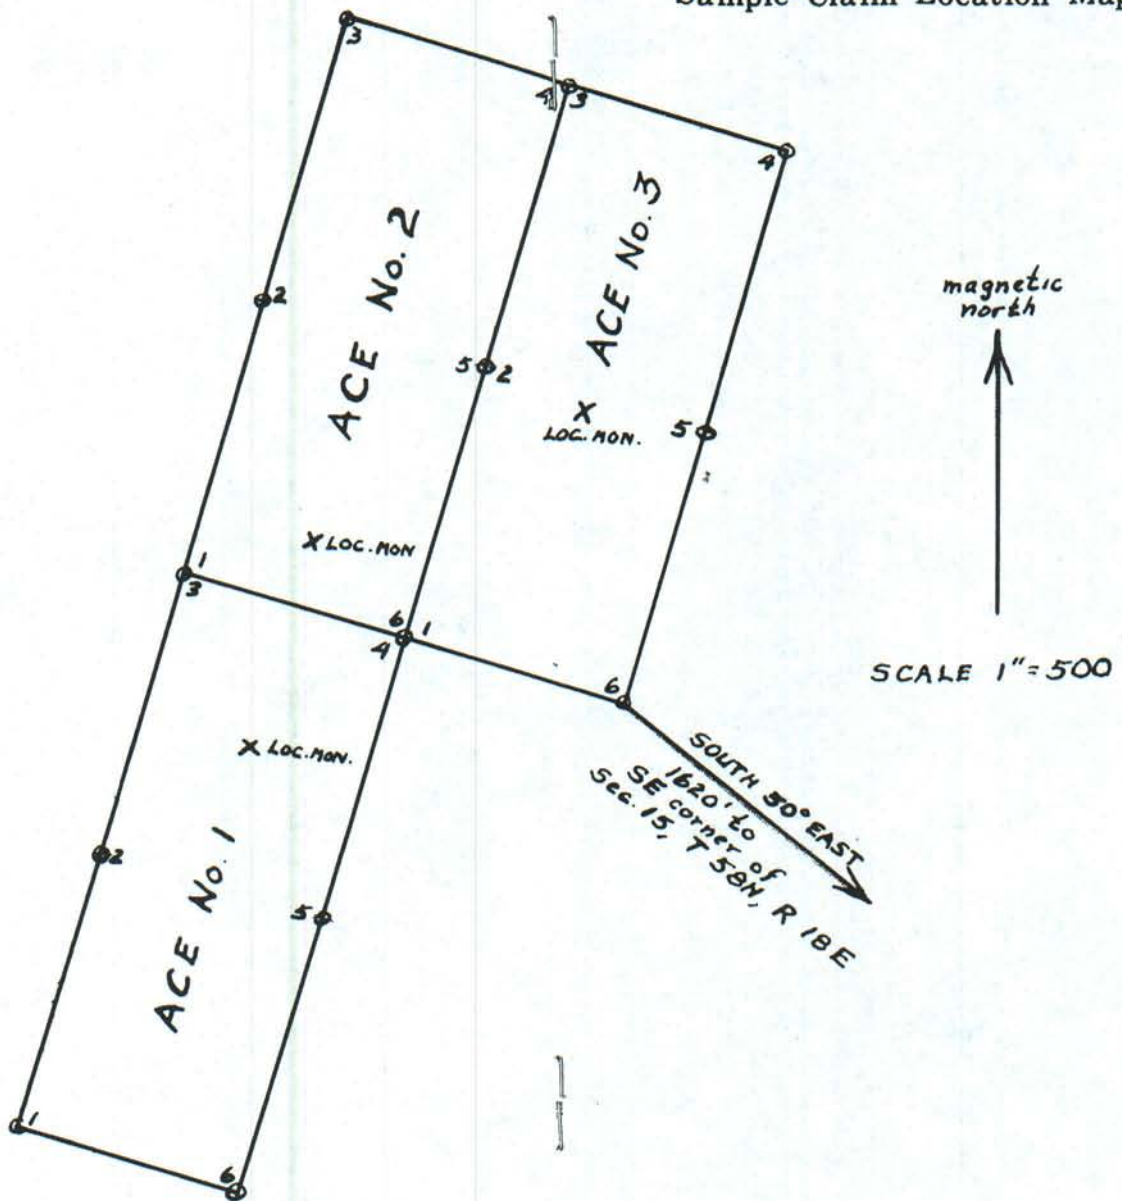 Sample Claim Location Map
3
4 3
4
ACE No. 2
ACE No. 3
magnetic
north
2
5 2
X
LOC. MON.
5
X LOC. MON
1
3
6 1
4
SCALE 1"=500
6
X LOC. MON.
SOUTH 50° EAST
1620' to
SE corner of
Sec. 15, T 58N, R 18E
2
ACE No. 1
5
1
6